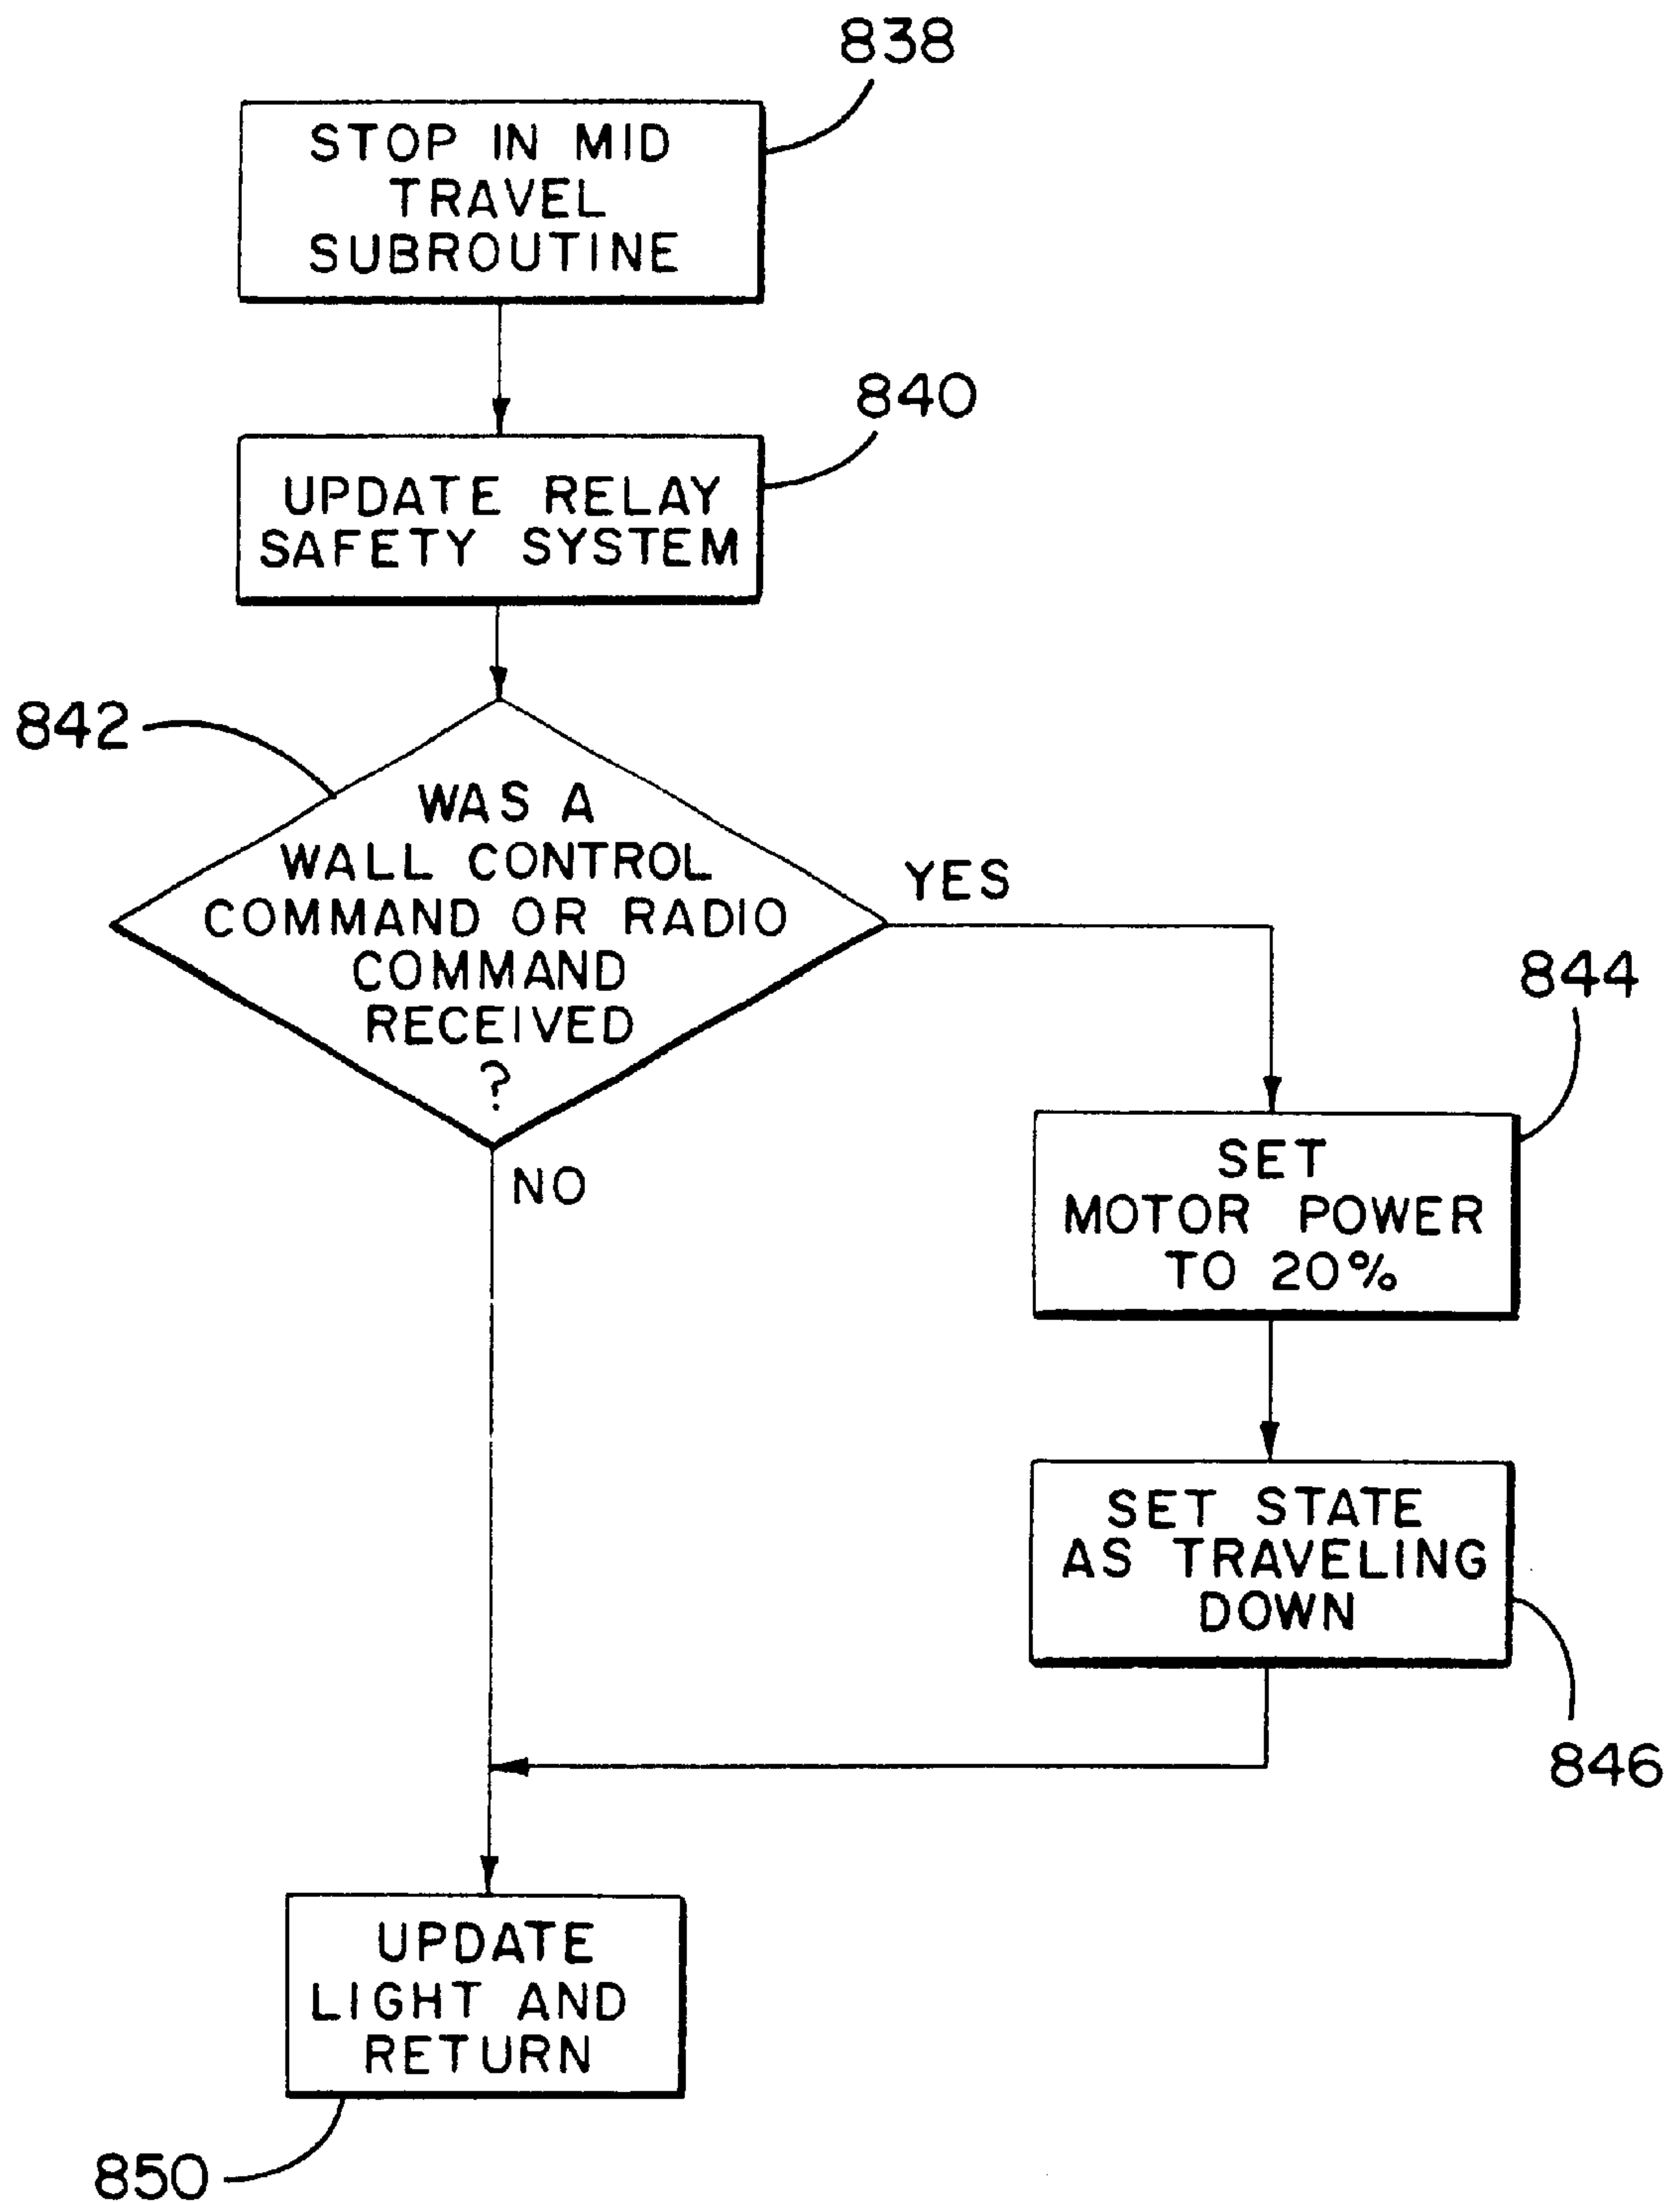 838
STOP IN MID
TRAVEL
SUBROUTINE
840
UPDATE RELAY
SAFETY SYSTEM
842
WAS A
WALL CONTROL
COMMAND OR RADIO
COMMAND
RECEIVED
?
YES
NO
844
SET
MOTOR POWER
TO 20%
SET STATE
AS TRAVELING
DOWN
846
UPDATE
LIGHT AND
RETURN
850